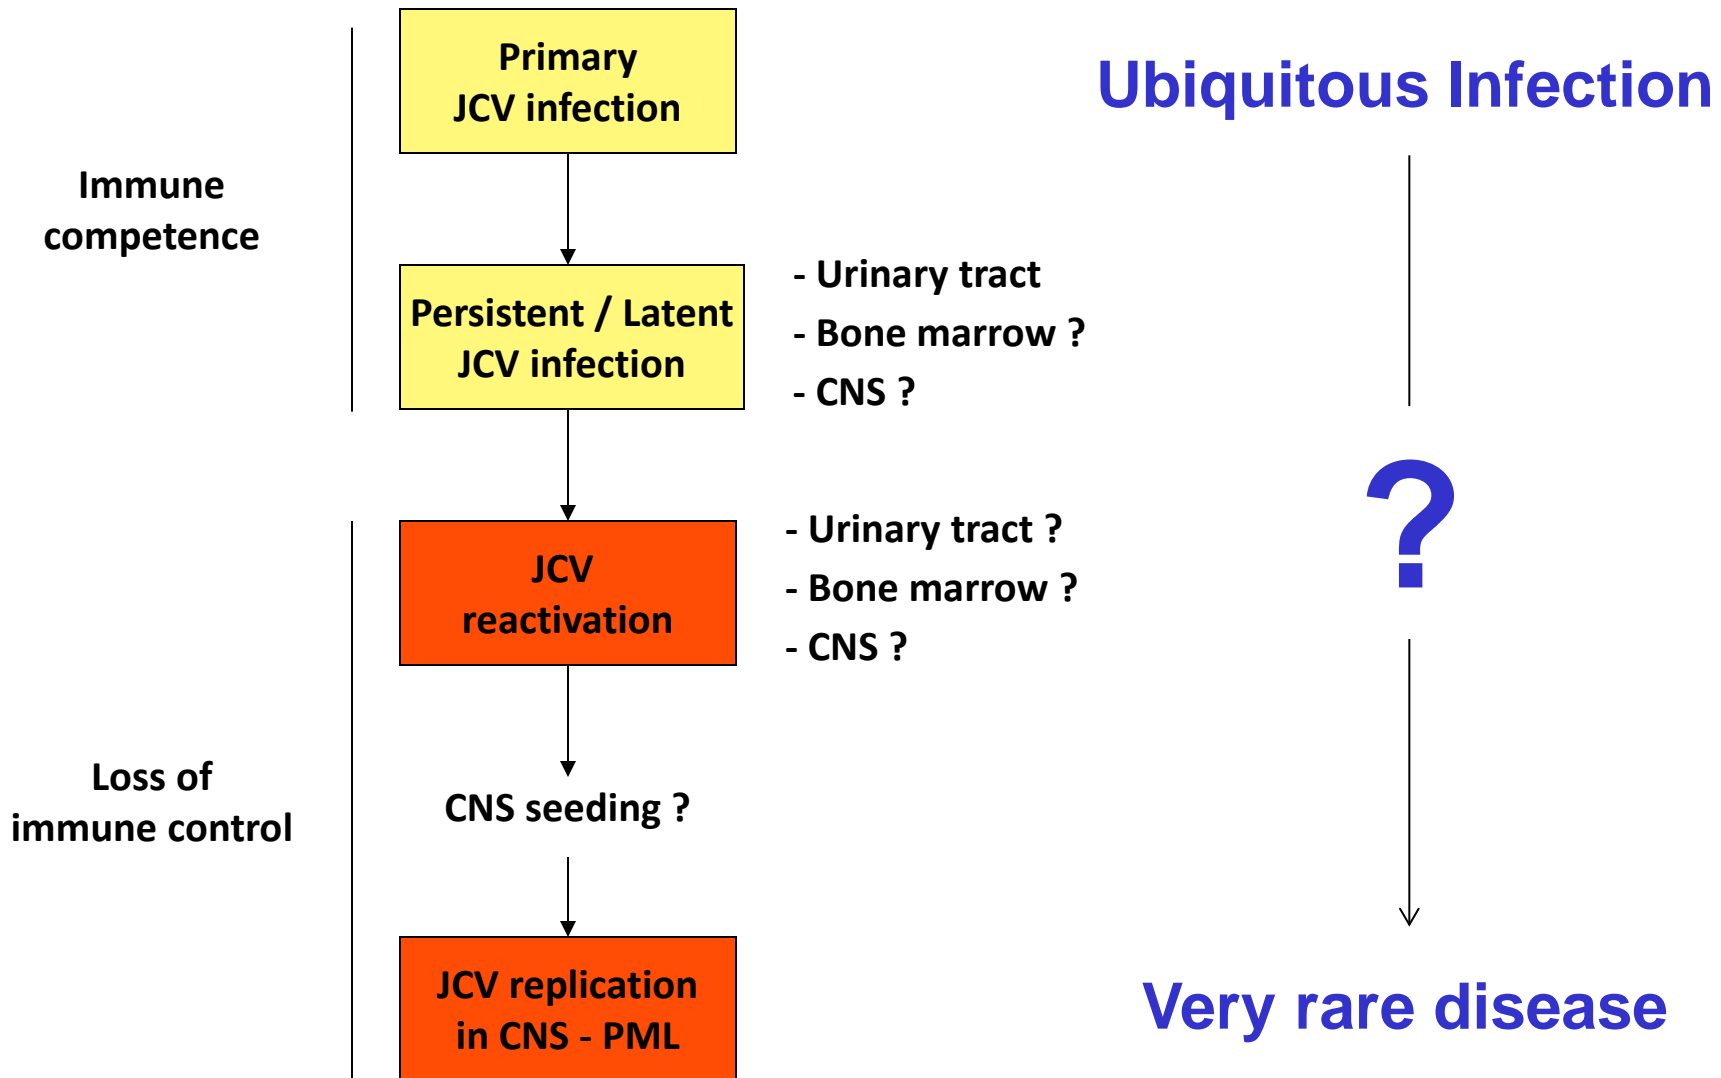 Primary
JCV infection
Ubiquitous Infection
Immune
competence
Persistent / Latent
JCV infection
- Urinary tract
- Bone marrow ?
- CNS ?
?
JCV
reactivation
- Urinary tract ?
- Bone marrow ?
- CNS ?
Loss of
immune control
CNS seeding ?
JCV replication
in CNS - PML
Very rare disease